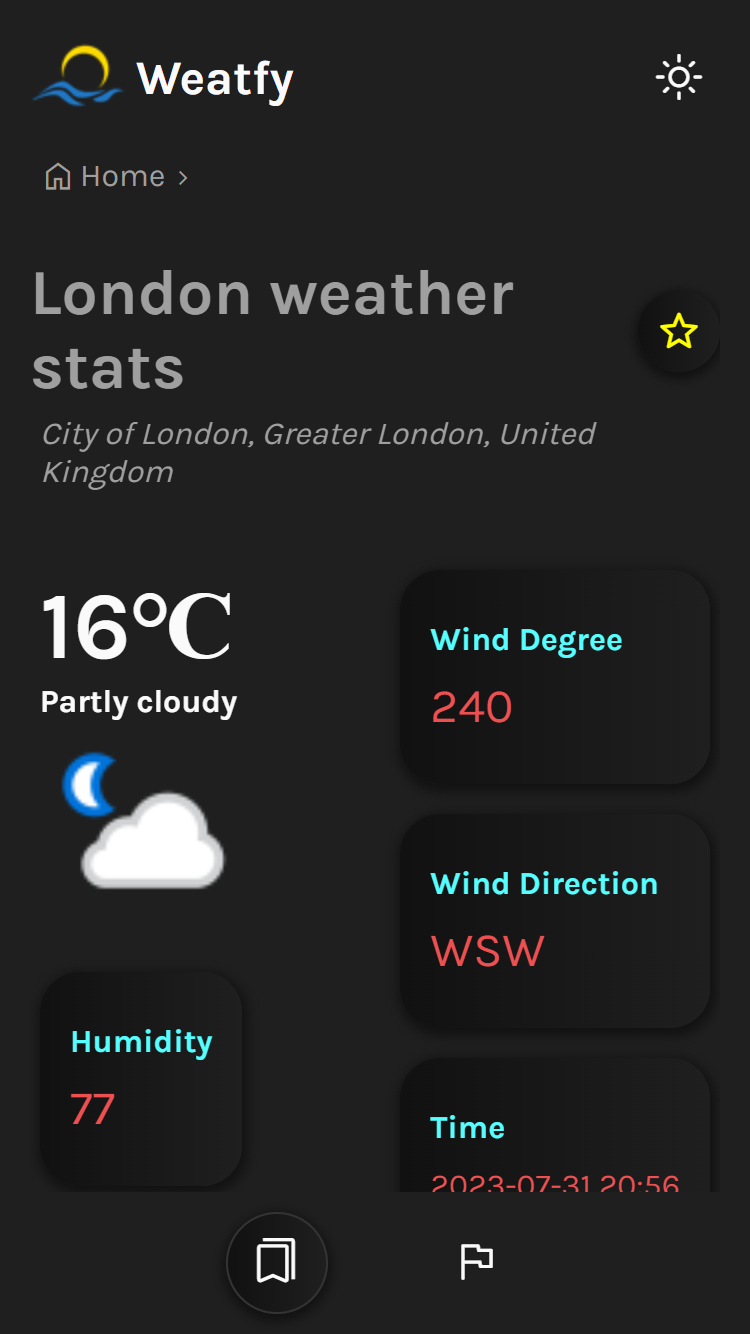 Weatfy
Home >
London weather
stats
City of London, Greater London, United
Kingdom
16°C
Partly cloudy
Humidity
77
Wind Degree
240
Wind Direction
WSW
Time
2023-07-31 20:56